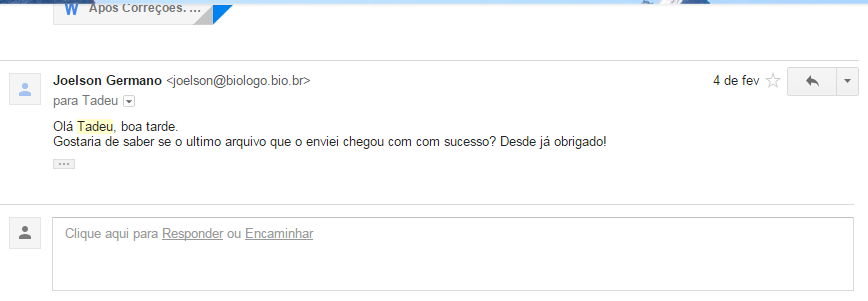 W Após Correções. ...
Joelson Germano <joelson@biologo.bio.br> 4 de fev
para Tadeu
Olá Tadeu, boa tarde.
Gostaria de saber se o ultimo arquivo que o enviei chegou com com sucesso? Desde já obrigado!
Clique aqui para Responder ou Encaminhar